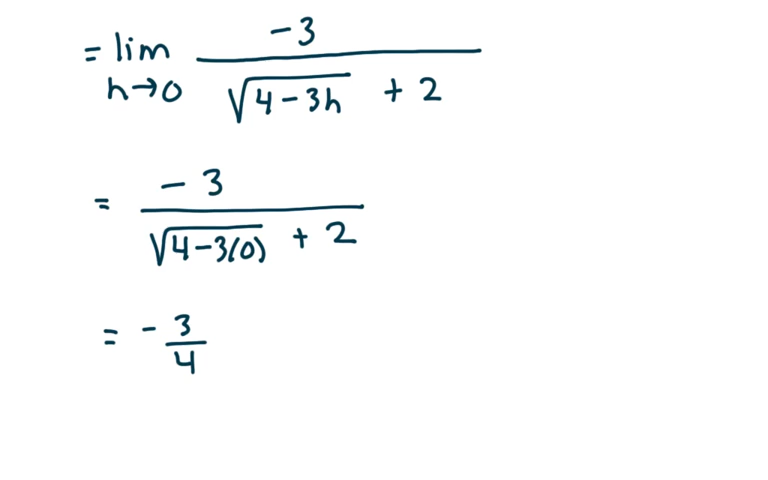 = lim h→0 -3 / (√(4-3h) + 2)
= -3 / (√(4-3(0)) + 2)
= -3/4